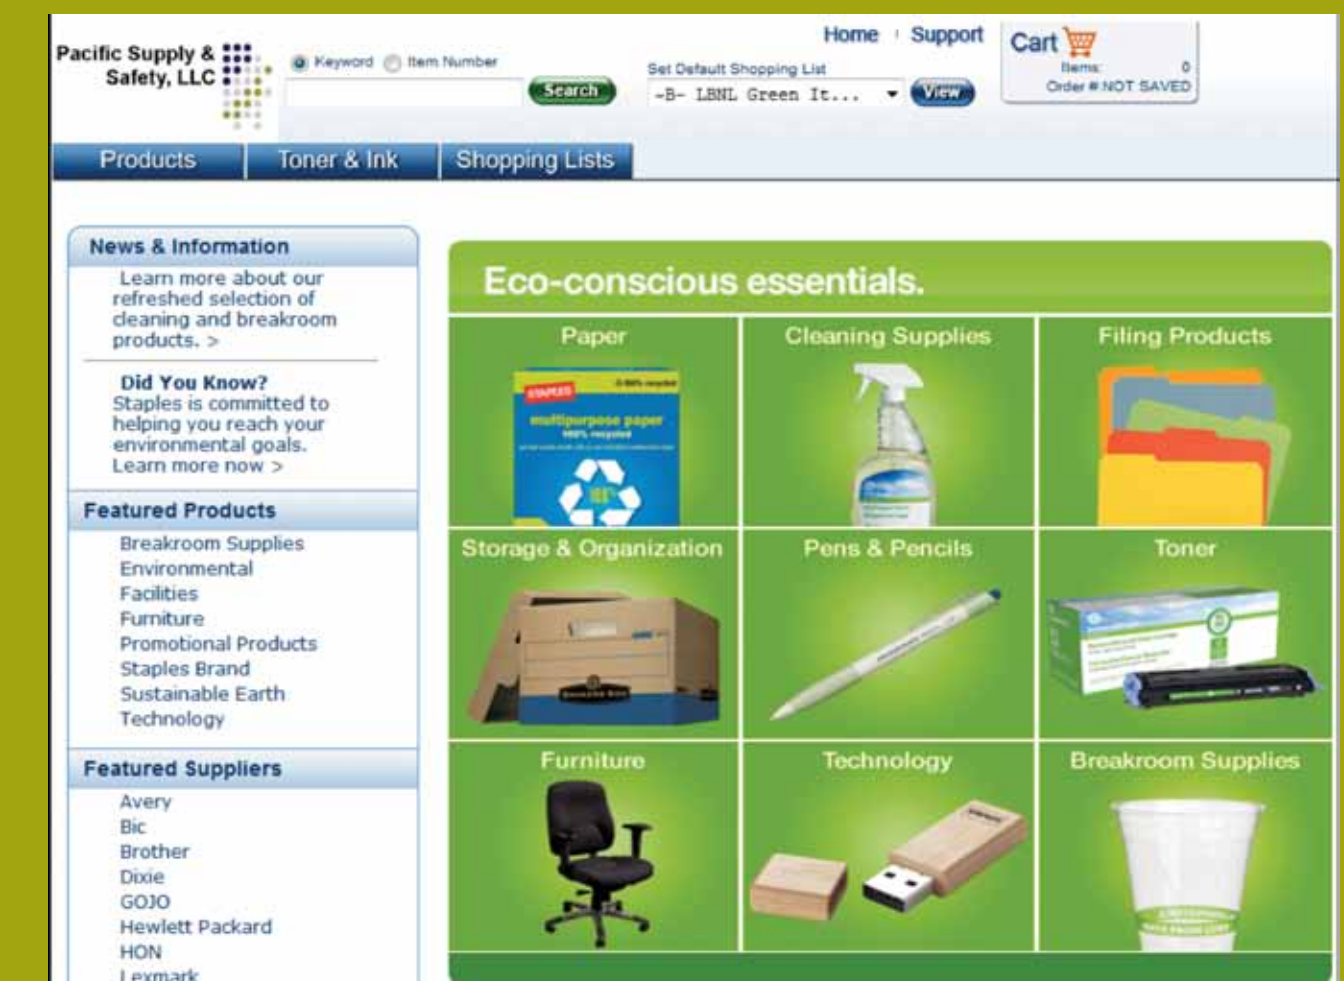 Pacific Supply &
Safety, LLC
Keyword Item Number
Search
Home Support
Set Default Shopping List
-B- LBNL Green It... View
Cart
Items: 0
Order #:NOT SAVED
Products Toner & Ink Shopping Lists
News & Information
Learn more about our
refreshed selection of
cleaning and breakroom
products. >
Did You Know?
Staples is committed to
helping you reach your
environmental goals.
Learn more now >
Featured Products
Breakroom Supplies
Environmental
Facilities
Furniture
Promotional Products
Staples Brand
Sustainable Earth
Technology
Featured Suppliers
Avery
Bic
Brother
Dixie
GOJO
Hewlett Packard
HON
Lexmark
Eco-conscious essentials.
Paper
STAPLES
multipurpose paper
100% recycled
Cleaning Supplies
Filing Products
Storage & Organization
Pens & Pencils
Toner
Furniture
Technology
Breakroom Supplies